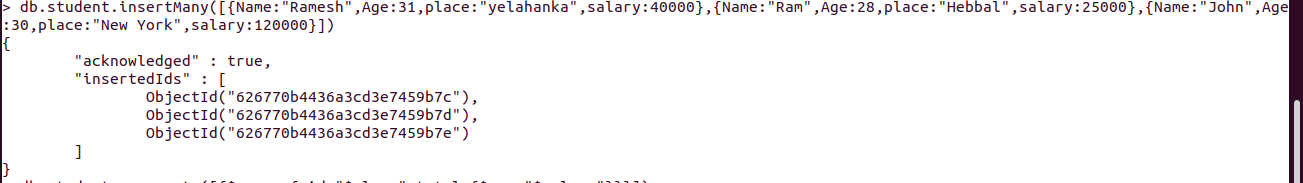 > db.student.insertMany([{Name:"Ramesh",Age:31,place:"yelahanka",salary:40000},{Name:"Ram",Age:28,place:"Hebbal",salary:25000},{Name:"John",Age
:30,place:"New York",salary:120000}])
{
        "acknowledged" : true,
        "insertedIds" : [
                ObjectId("626770b4436a3cd3e7459b7c"),
                ObjectId("626770b4436a3cd3e7459b7d"),
                ObjectId("626770b4436a3cd3e7459b7e")
        ]
}